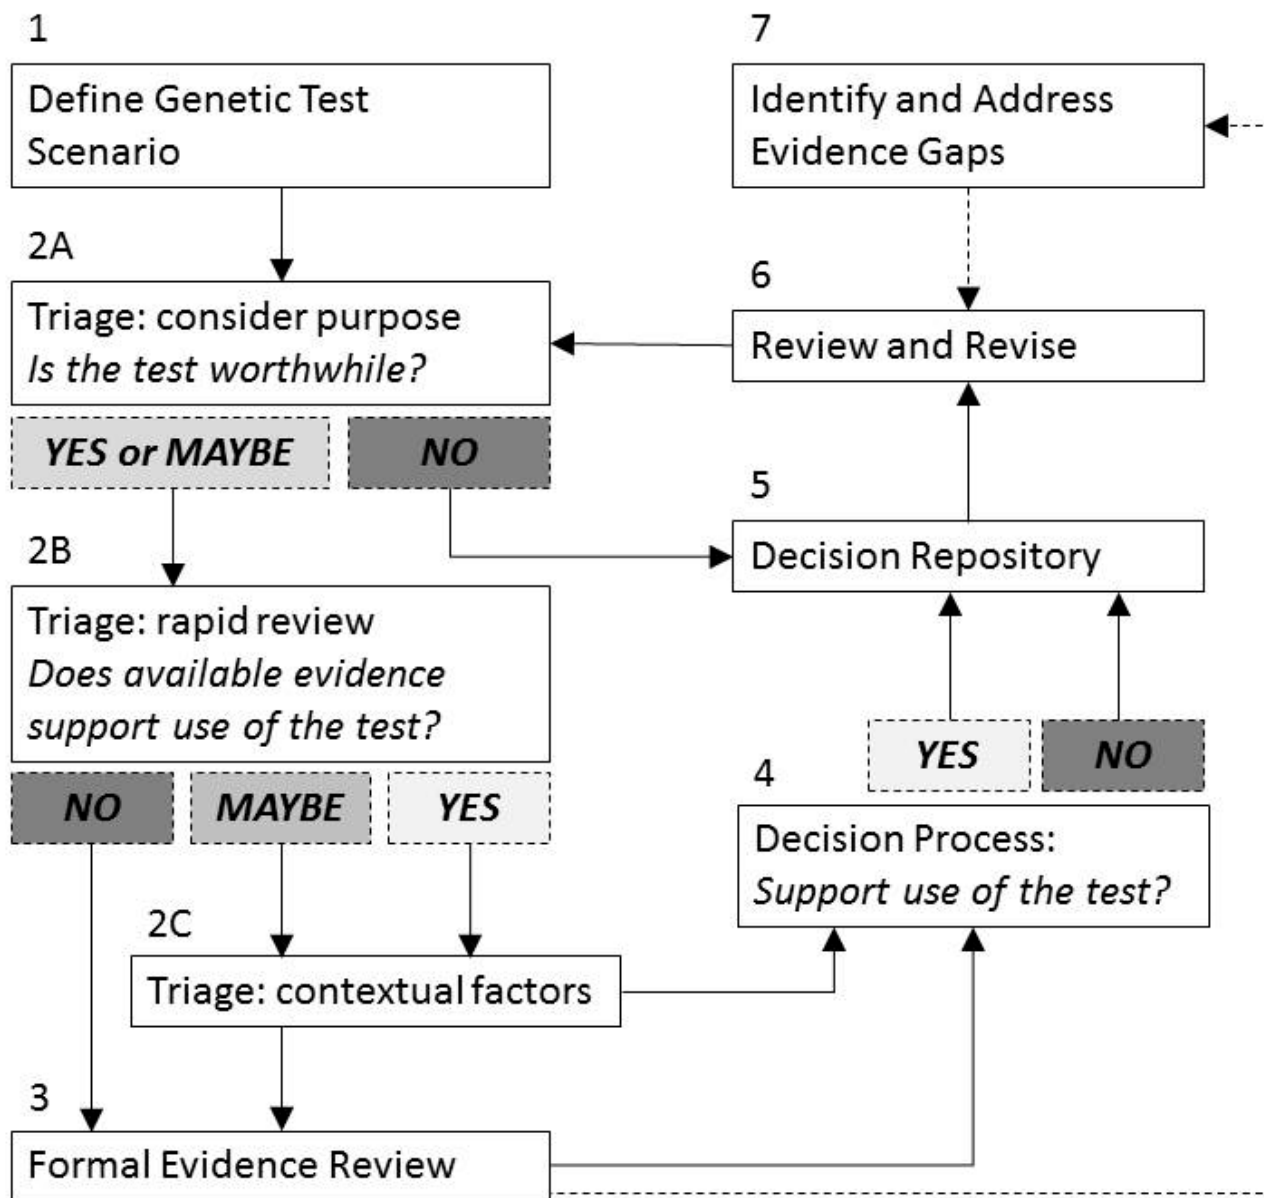 1
Define Genetic Test
Scenario
2A
Triage: consider purpose
Is the test worthwhile?
YES or MAYBE
NO
2B
Triage: rapid review
Does available evidence
support use of the test?
NO
MAYBE
YES
2C
Triage: contextual factors
3
Formal Evidence Review
7
Identify and Address
Evidence Gaps
6
Review and Revise
5
Decision Repository
YES
NO
4
Decision Process:
Support use of the test?